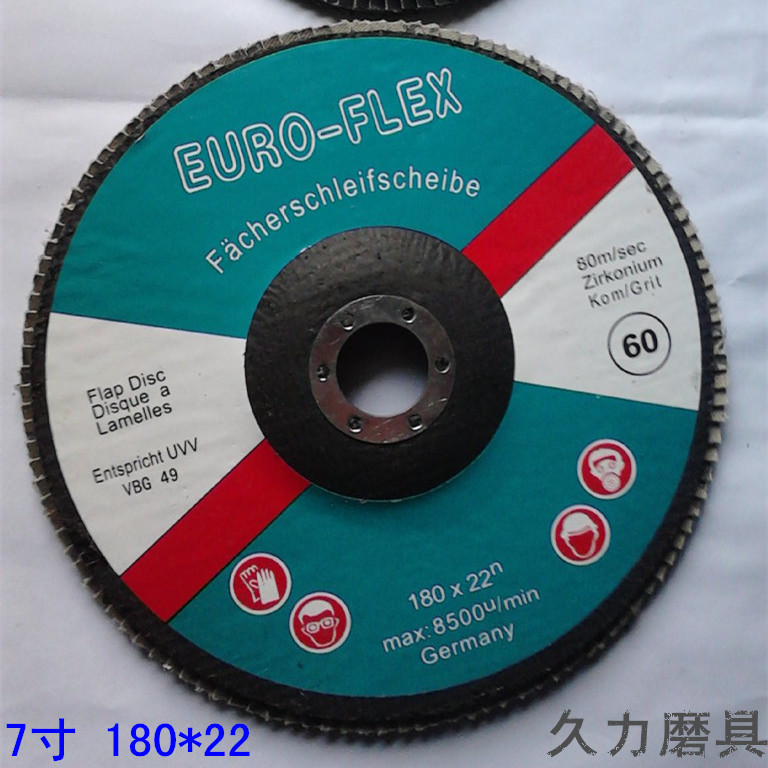 EURO-FLEX
Fächerschleifscheibe
80m/sec
Zirkonium
Kom/Grit
60
Flap Disc
Disque a
Lamelles
Entspricht UVV
VBG 49
180 x 22n
max:8500u/min
Germany
7寸 180*22
久力磨具